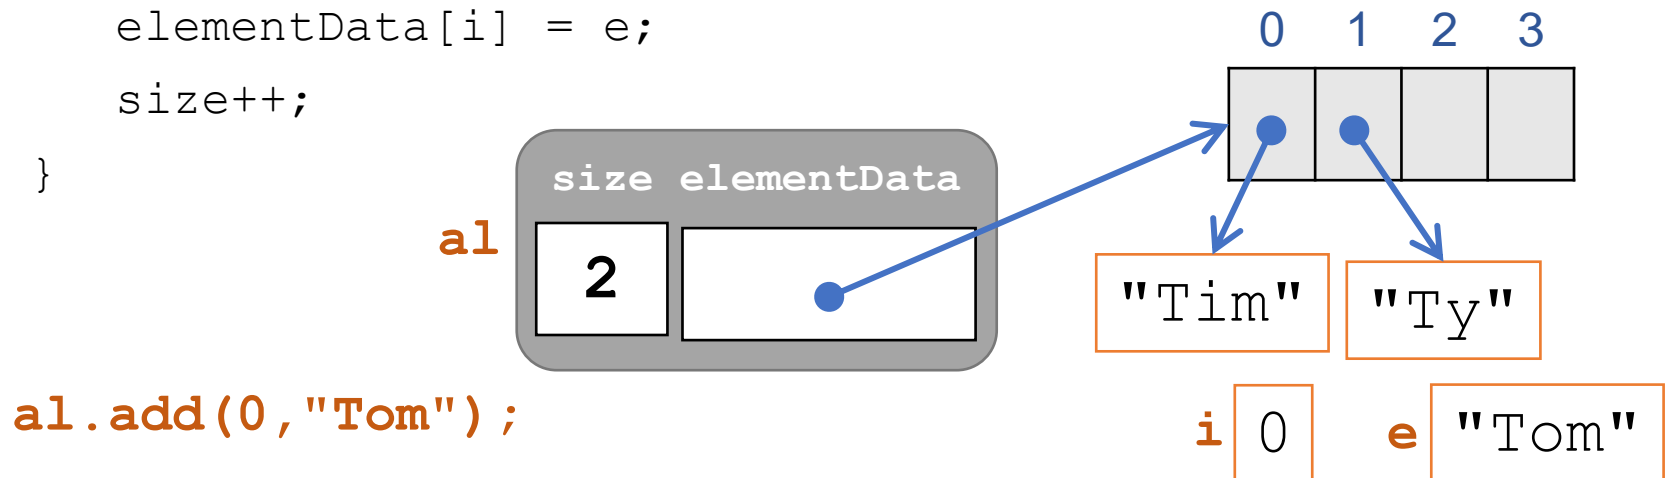 elementData[i] = e;
size++;
}
0 1 2 3
size elementData
al
2
"Tim" "Ty"
al.add(0,"Tom");
i 0 e "Tom"